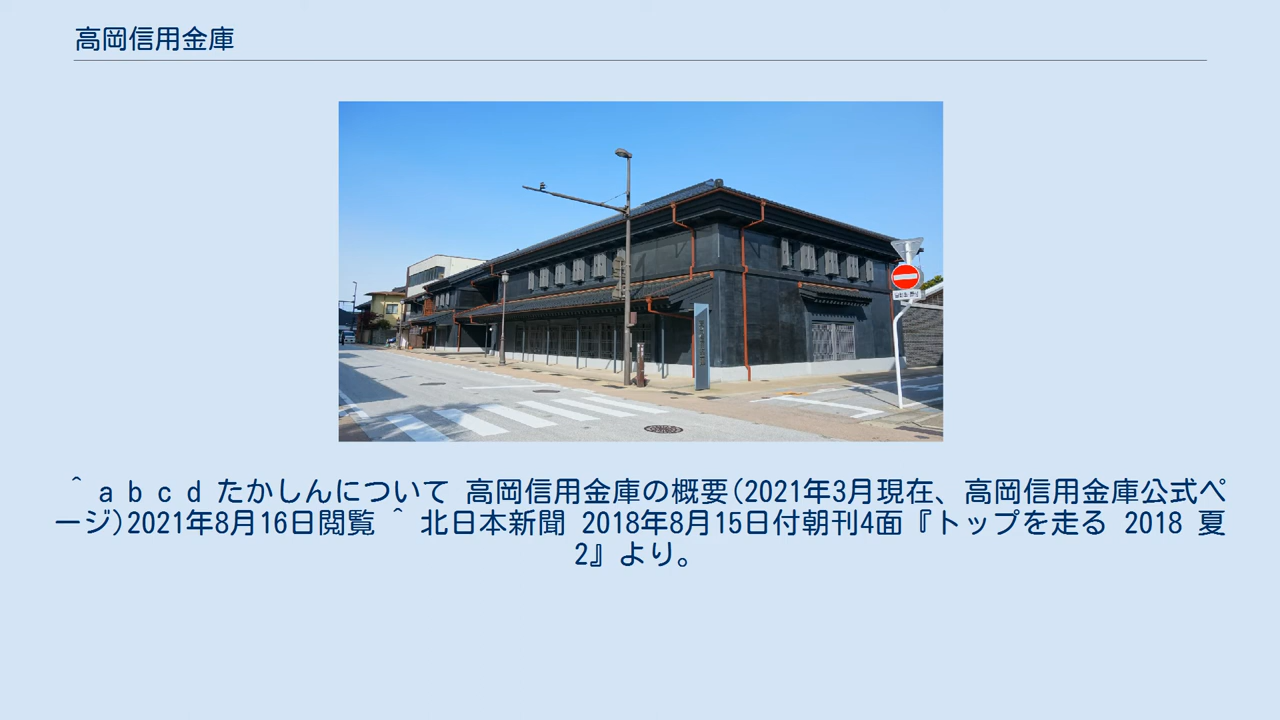 高岡信用金庫
^ a b c d たかしんについて 高岡信用金庫の概要(2021年3月現在、高岡信用金庫公式ペ
ージ)2021年8月16日閲覧 ^ 北日本新聞 2018年8月15日付朝刊4面『トップを走る 2018 夏
2』より。